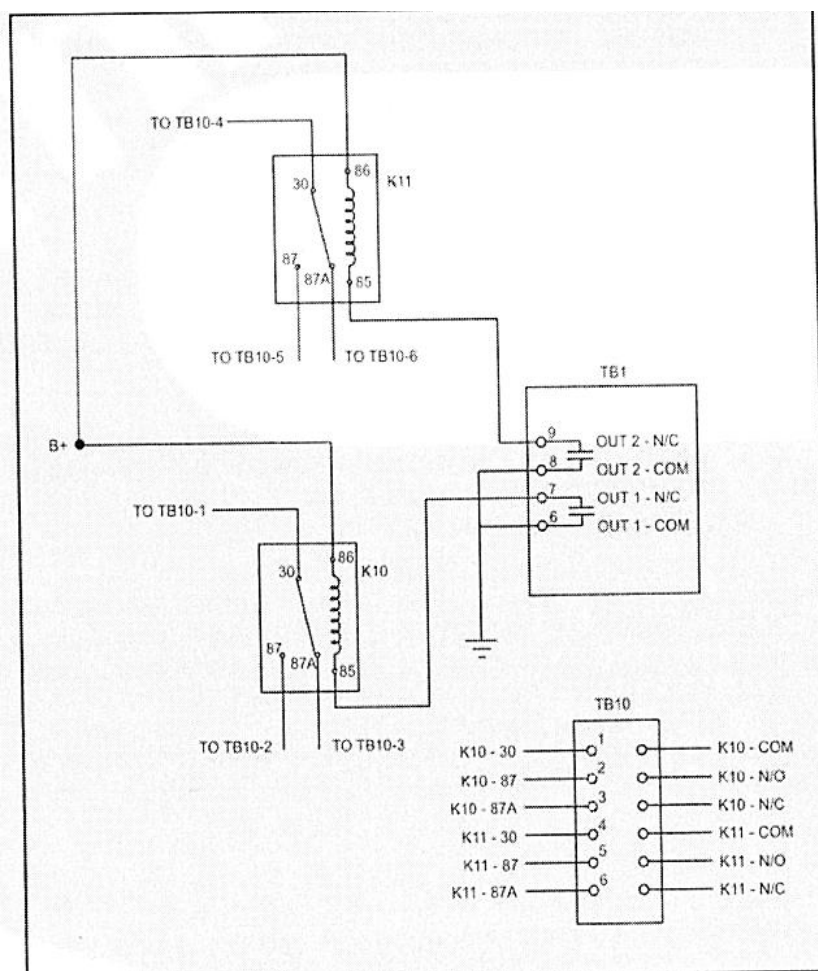 TO TB10-4
86
K11
30
87
87A
85
TO TB10-5
TO TB10-6
TB1
B+
9
OUT 2 - N/C
8
OUT 2 - COM
7
OUT 1 - N/C
6
OUT 1 - COM
TO TB10-1
86
K10
30
87
87A
85
TO TB10-2
TO TB10-3
TB10
K10 - 30
1
K10 - COM
K10 - 87
2
K10 - N/O
K10 - 87A
3
K10 - N/C
K11 - 30
4
K11 - COM
K11 - 87
5
K11 - N/O
K11 - 87A
6
K11 - N/C